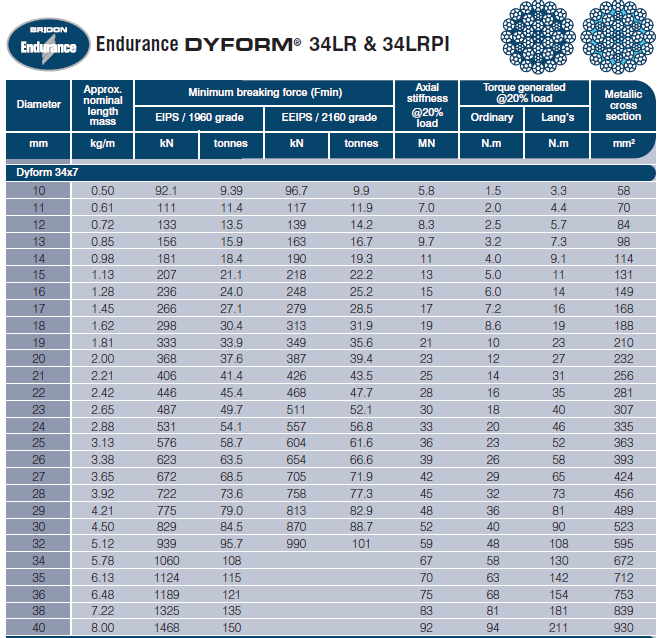 BRIDON
Endurance
Endurance DYFORM® 34LR & 34LRPI
Diameter Approx. nominal length mass Minimum breaking force (Fmin) Axial stiffness @20% load Torque generated @20% load Metallic cross section
EIPS / 1960 grade EEIPS / 2160 grade Ordinary Lang's
mm kg/m kN tonnes kN tonnes MN N.m N.m mm²
Dyform 34x7
10 0.50 92.1 9.39 96.7 9.9 5.8 1.5 3.3 58
11 0.61 111 11.4 117 11.9 7.0 2.0 4.4 70
12 0.72 133 13.5 139 14.2 8.3 2.5 5.7 84
13 0.85 156 15.9 163 16.7 9.7 3.2 7.3 98
14 0.98 181 18.4 190 19.3 11 4.0 9.1 114
15 1.13 207 21.1 218 22.2 13 5.0 11 131
16 1.28 236 24.0 248 25.2 15 6.0 14 149
17 1.45 266 27.1 279 28.5 17 7.2 16 168
18 1.62 298 30.4 313 31.9 19 8.6 19 188
19 1.81 333 33.9 349 35.6 21 10 23 210
20 2.00 368 37.6 387 39.4 23 12 27 232
21 2.21 406 41.4 426 43.5 25 14 31 256
22 2.42 446 45.4 468 47.7 28 16 35 281
23 2.65 487 49.7 511 52.1 30 18 40 307
24 2.88 531 54.1 557 56.8 33 20 46 335
25 3.13 576 58.7 604 61.6 36 23 52 363
26 3.38 623 63.5 654 66.6 39 26 58 393
27 3.65 672 68.5 705 71.9 42 29 65 424
28 3.92 722 73.6 758 77.3 45 32 73 456
29 4.21 775 79.0 813 82.9 48 36 81 489
30 4.50 829 84.5 870 88.7 52 40 90 523
32 5.12 939 95.7 990 101 59 48 108 595
34 5.78 1060 108 67 58 130 672
35 6.13 1124 115 70 63 142 712
36 6.48 1189 121 75 68 154 753
38 7.22 1325 135 83 81 181 839
40 8.00 1468 150 92 94 211 930